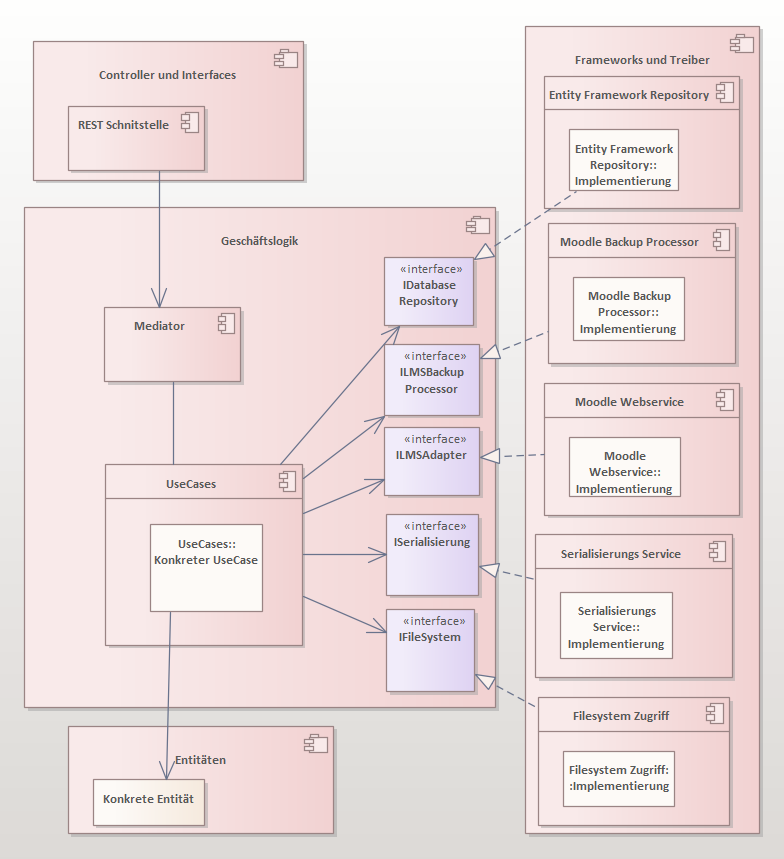 Controller und Interfaces
REST Schnitstelle
Geschäftslogik
Mediator
UseCases
UseCases::
Konkreter UseCase
«interface»
IDatabase
Repository
«interface»
ILMSBackup
Processor
«interface»
ILMSAdapter
«interface»
ISerialisierung
«interface»
IFileSystem
Entitäten
Konkrete Entität
Frameworks und Treiber
Entity Framework Repository
Entity Framework
Repository::
Implementierung
Moodle Backup Processor
Moodle Backup
Processor::
Implementierung
Moodle Webservice
Moodle
Webservice::
Implementierung
Serialisierungs Service
Serialisierungs
Service::
Implementierung
Filesystem Zugriff
Filesystem Zugriff:
:Implementierung